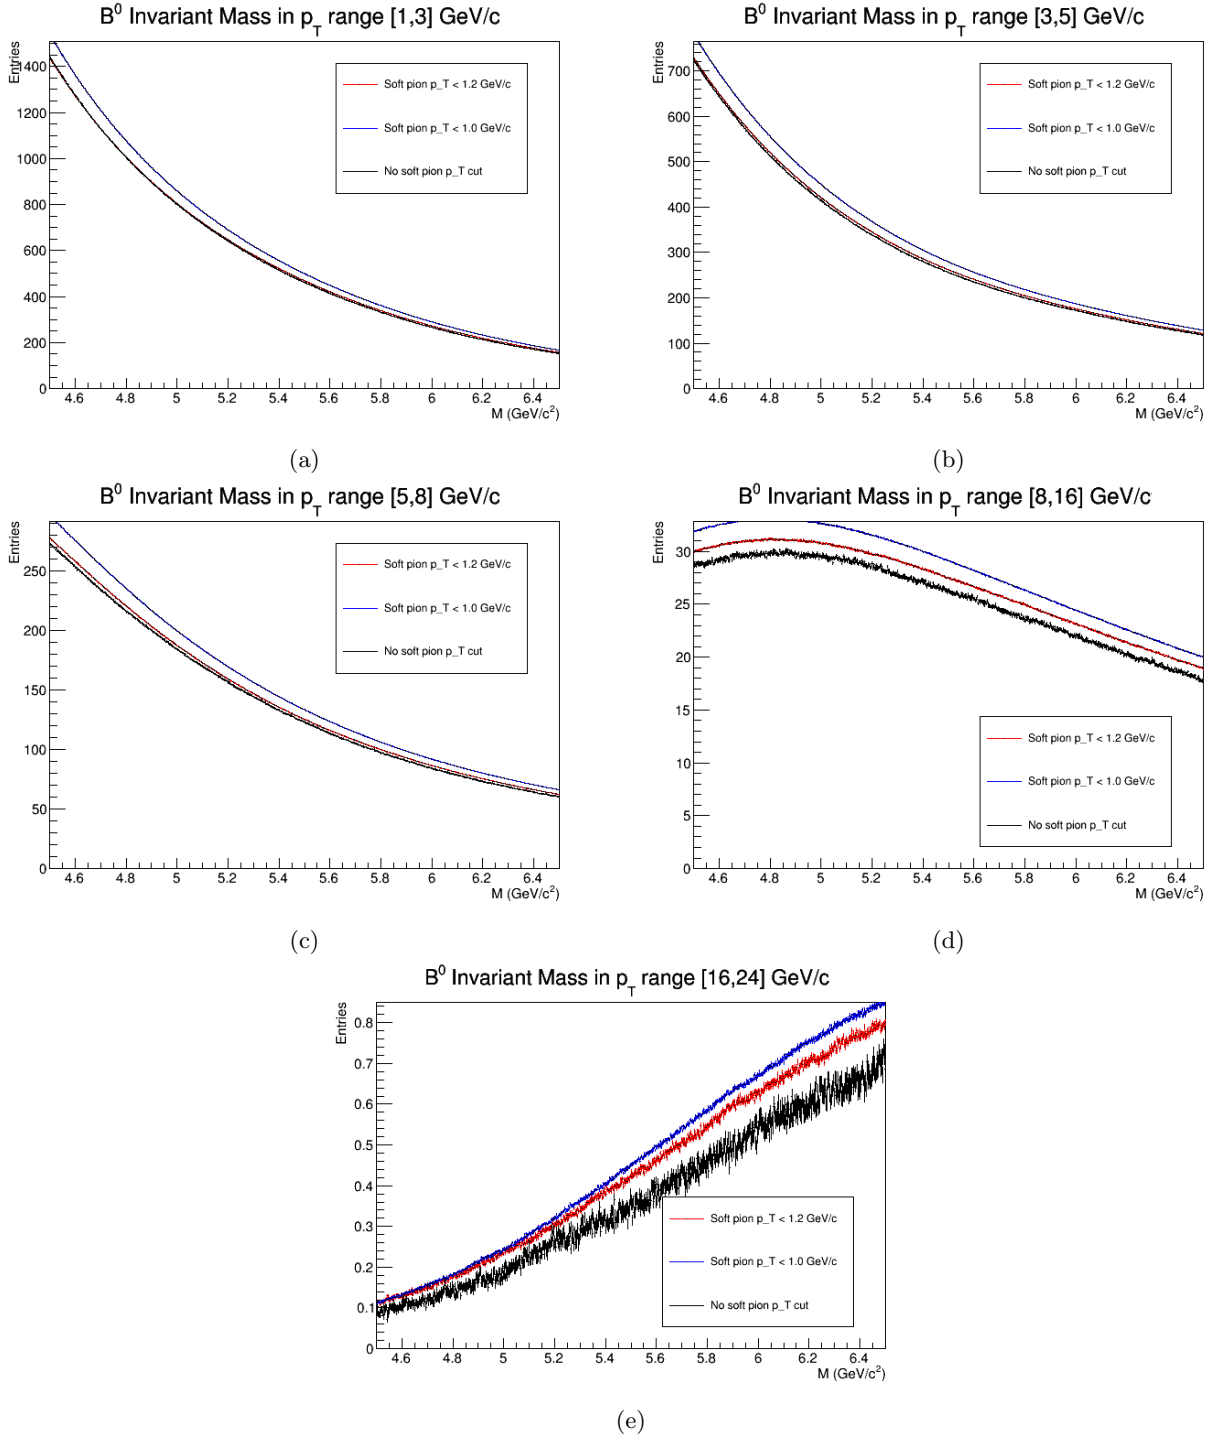 B⁰ Invariant Mass in p_T range [1,3] GeV/c
Entries
1400
1200
1000
800
600
400
200
0
Soft pion p_T < 1.2 GeV/c
Soft pion p_T < 1.0 GeV/c
No soft pion p_T cut
4.6 4.8 5 5.2 5.4 5.6 5.8 6 6.2 6.4
M (GeV/c²)
(a)
B⁰ Invariant Mass in p_T range [3,5] GeV/c
Entries
700
600
500
400
300
200
100
0
Soft pion p_T < 1.2 GeV/c
Soft pion p_T < 1.0 GeV/c
No soft pion p_T cut
4.6 4.8 5 5.2 5.4 5.6 5.8 6 6.2 6.4
M (GeV/c²)
(b)
B⁰ Invariant Mass in p_T range [5,8] GeV/c
Entries
250
200
150
100
50
0
Soft pion p_T < 1.2 GeV/c
Soft pion p_T < 1.0 GeV/c
No soft pion p_T cut
4.6 4.8 5 5.2 5.4 5.6 5.8 6 6.2 6.4
M (GeV/c²)
(c)
B⁰ Invariant Mass in p_T range [8,16] GeV/c
Entries
30
25
20
15
10
5
0
Soft pion p_T < 1.2 GeV/c
Soft pion p_T < 1.0 GeV/c
No soft pion p_T cut
4.6 4.8 5 5.2 5.4 5.6 5.8 6 6.2 6.4
M (GeV/c²)
(d)
B⁰ Invariant Mass in p_T range [16,24] GeV/c
Entries
0.8
0.7
0.6
0.5
0.4
0.3
0.2
0.1
0
Soft pion p_T < 1.2 GeV/c
Soft pion p_T < 1.0 GeV/c
No soft pion p_T cut
4.6 4.8 5 5.2 5.4 5.6 5.8 6 6.2 6.4
M (GeV/c²)
(e)